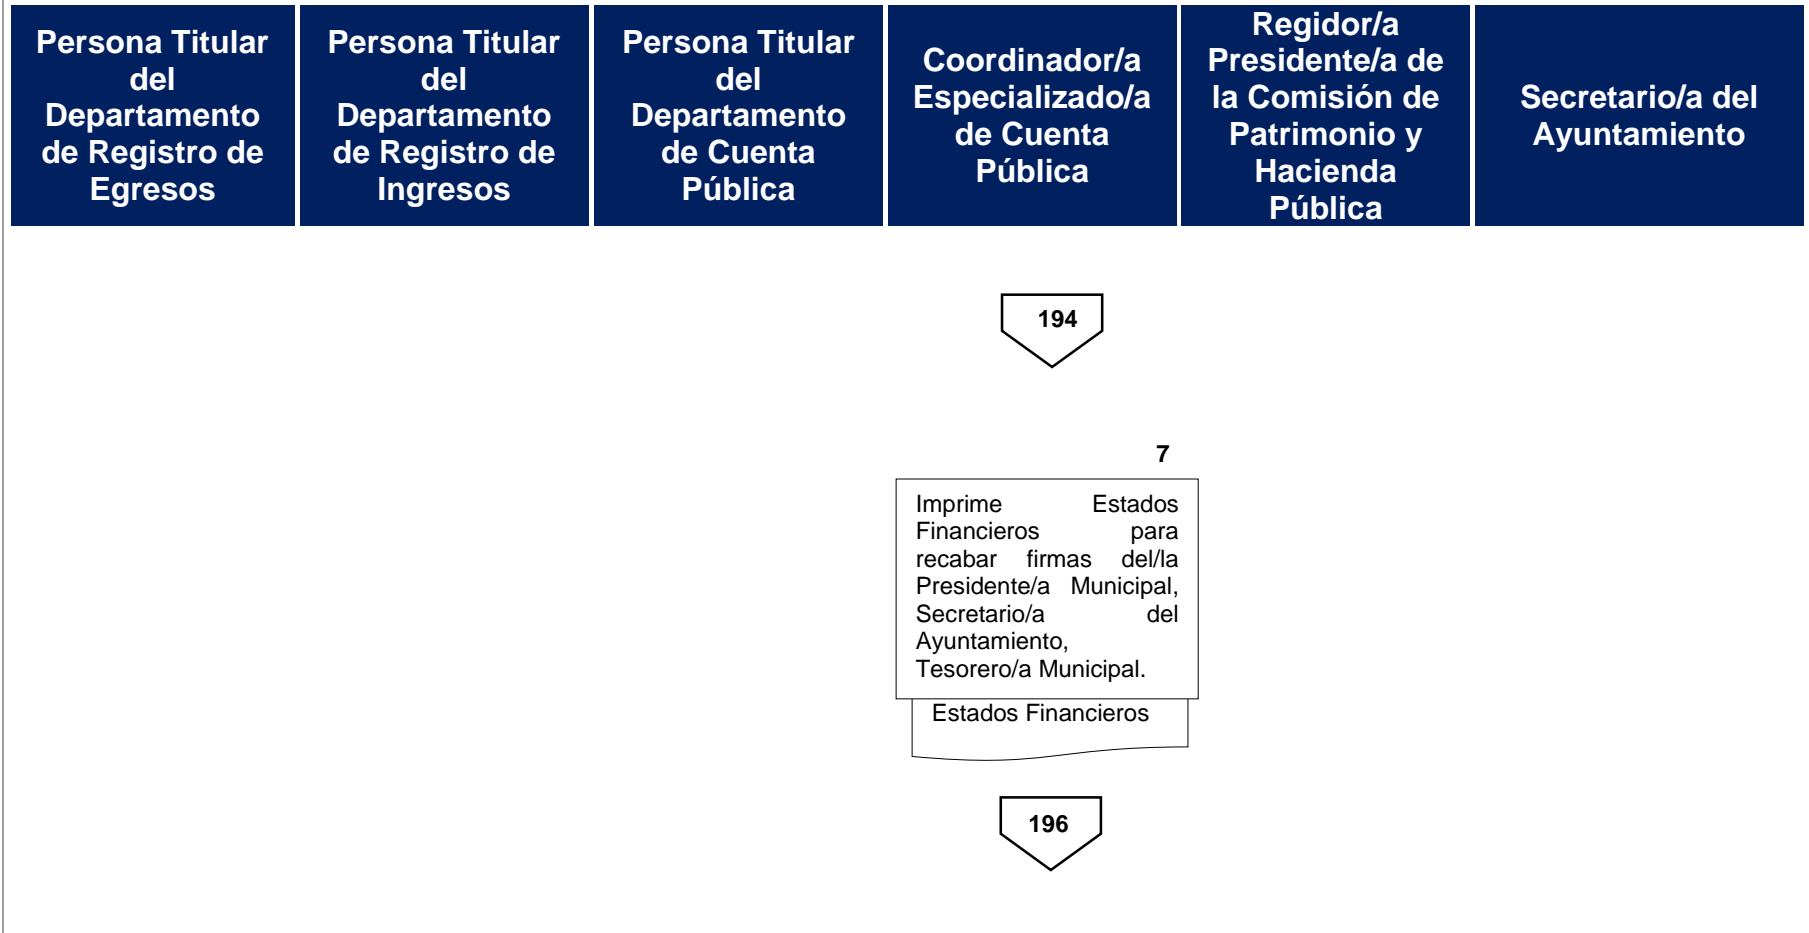 Persona Titular
del
Departamento
de Registro de
Egresos
Persona Titular
del
Departamento
de Registro de
Ingresos
Persona Titular
del
Departamento
de Cuenta
Pública
Coordinador/a
Especializado/a
de Cuenta
Pública
Regidor/a
Presidente/a de
la Comisión de
Patrimonio y
Hacienda
Pública
Secretario/a del
Ayuntamiento
194
7
Imprime Estados
Financieros para
recabar firmas del/la
Presidente/a Municipal,
Secretario/a del
Ayuntamiento,
Tesorero/a Municipal.
Estados Financieros
196